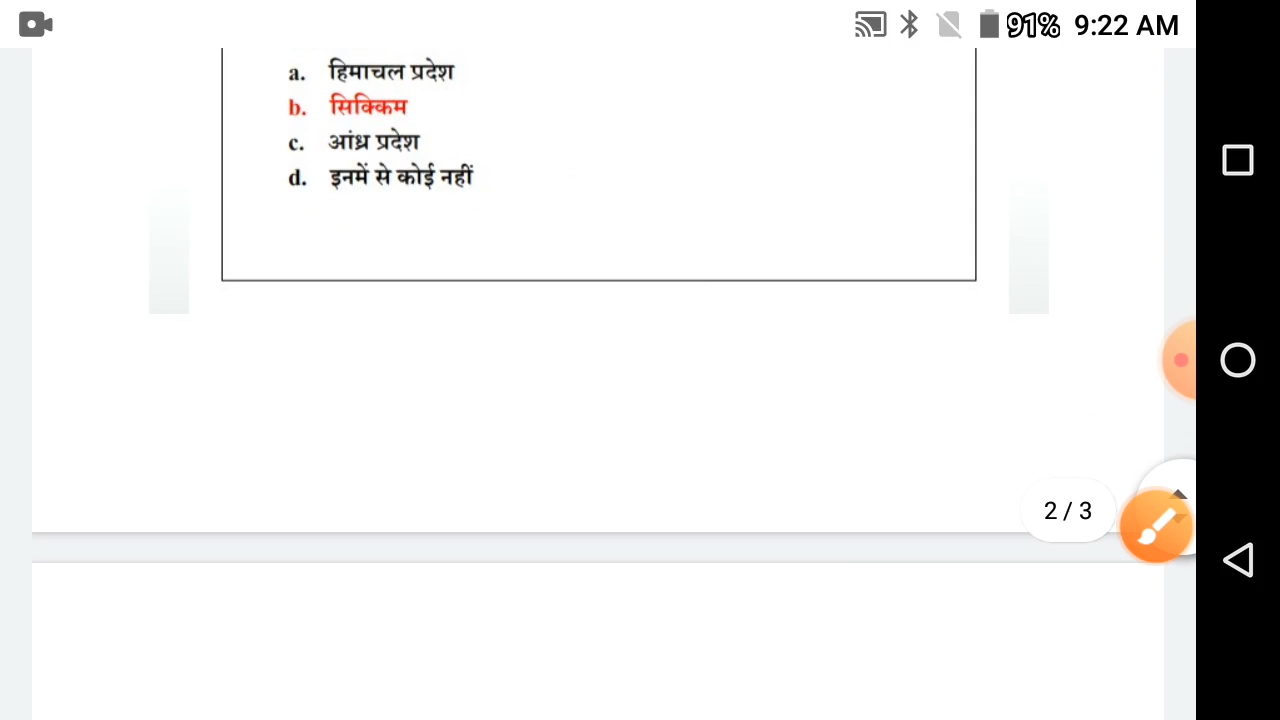 91% 9:22 AM
a. हिमाचल प्रदेश
b. सिक्किम
c. आंध्र प्रदेश
d. इनमें से कोई नहीं
2 / 3